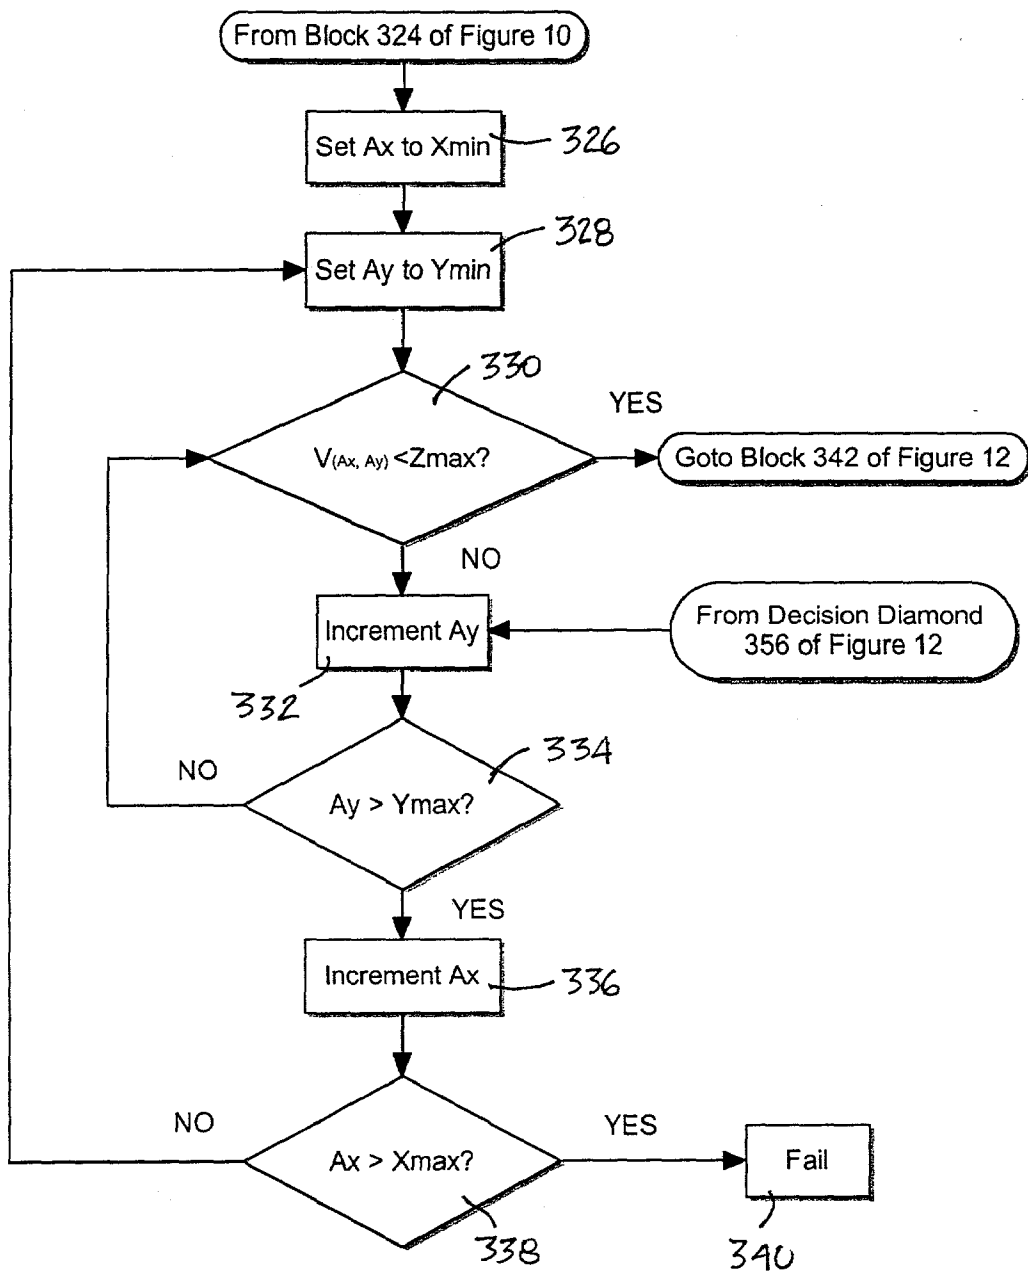 From Block 324 of Figure 10
Set Ax to Xmin
326
Set Ay to Ymin
328
330
YES
V(Ax, Ay) <Zmax?
Goto Block 342 of Figure 12
NO
Increment Ay
From Decision Diamond
356 of Figure 12
332
334
NO
Ay > Ymax?
YES
Increment Ax
336
NO
YES
Ax > Xmax?
Fail
338
340